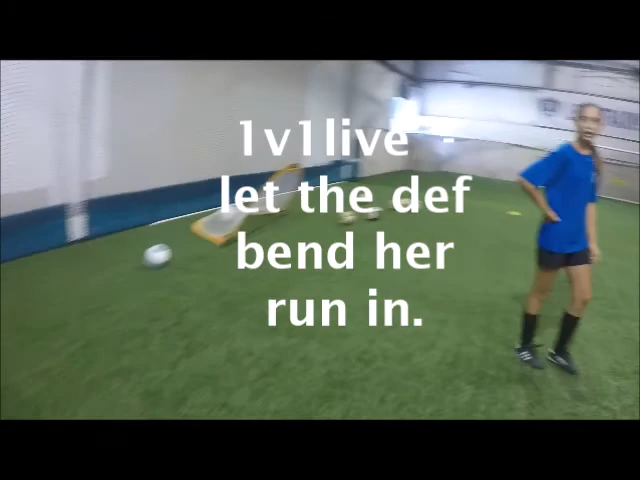 1v1live -
let the def
bend her
run in.